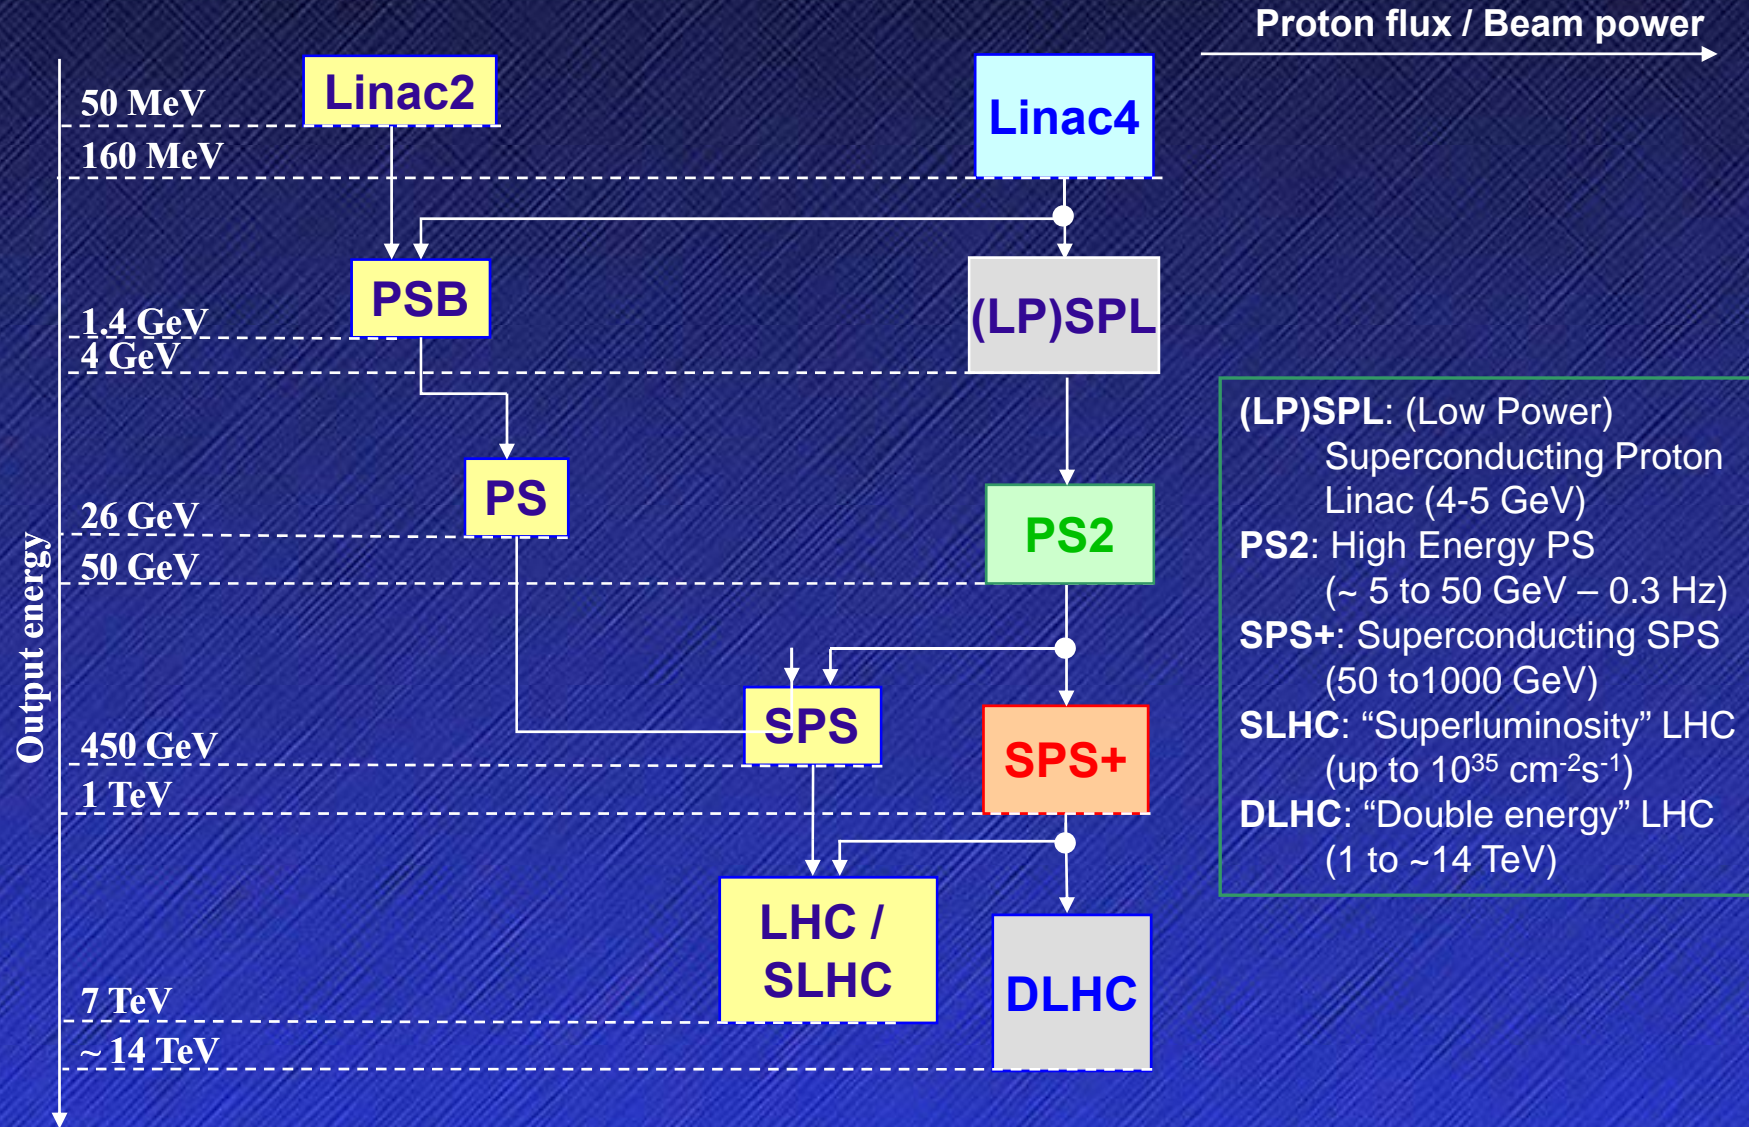 Proton flux / Beam power
Linac2
Linac4
50 MeV
160 MeV
PSB
(LP)SPL
1.4 GeV
4 GeV
PS
PS2
26 GeV
50 GeV
Output energy
SPS
SPS+
450 GeV
1 TeV
LHC /
SLHC
DLHC
7 TeV
~ 14 TeV
(LP)SPL: (Low Power)
Superconducting Proton
Linac (4-5 GeV)
PS2: High Energy PS
(~ 5 to 50 GeV – 0.3 Hz)
SPS+: Superconducting SPS
(50 to1000 GeV)
SLHC: “Superluminosity” LHC
(up to 10³⁵ cm⁻²s⁻¹)
DLHC: “Double energy” LHC
(1 to ~14 TeV)